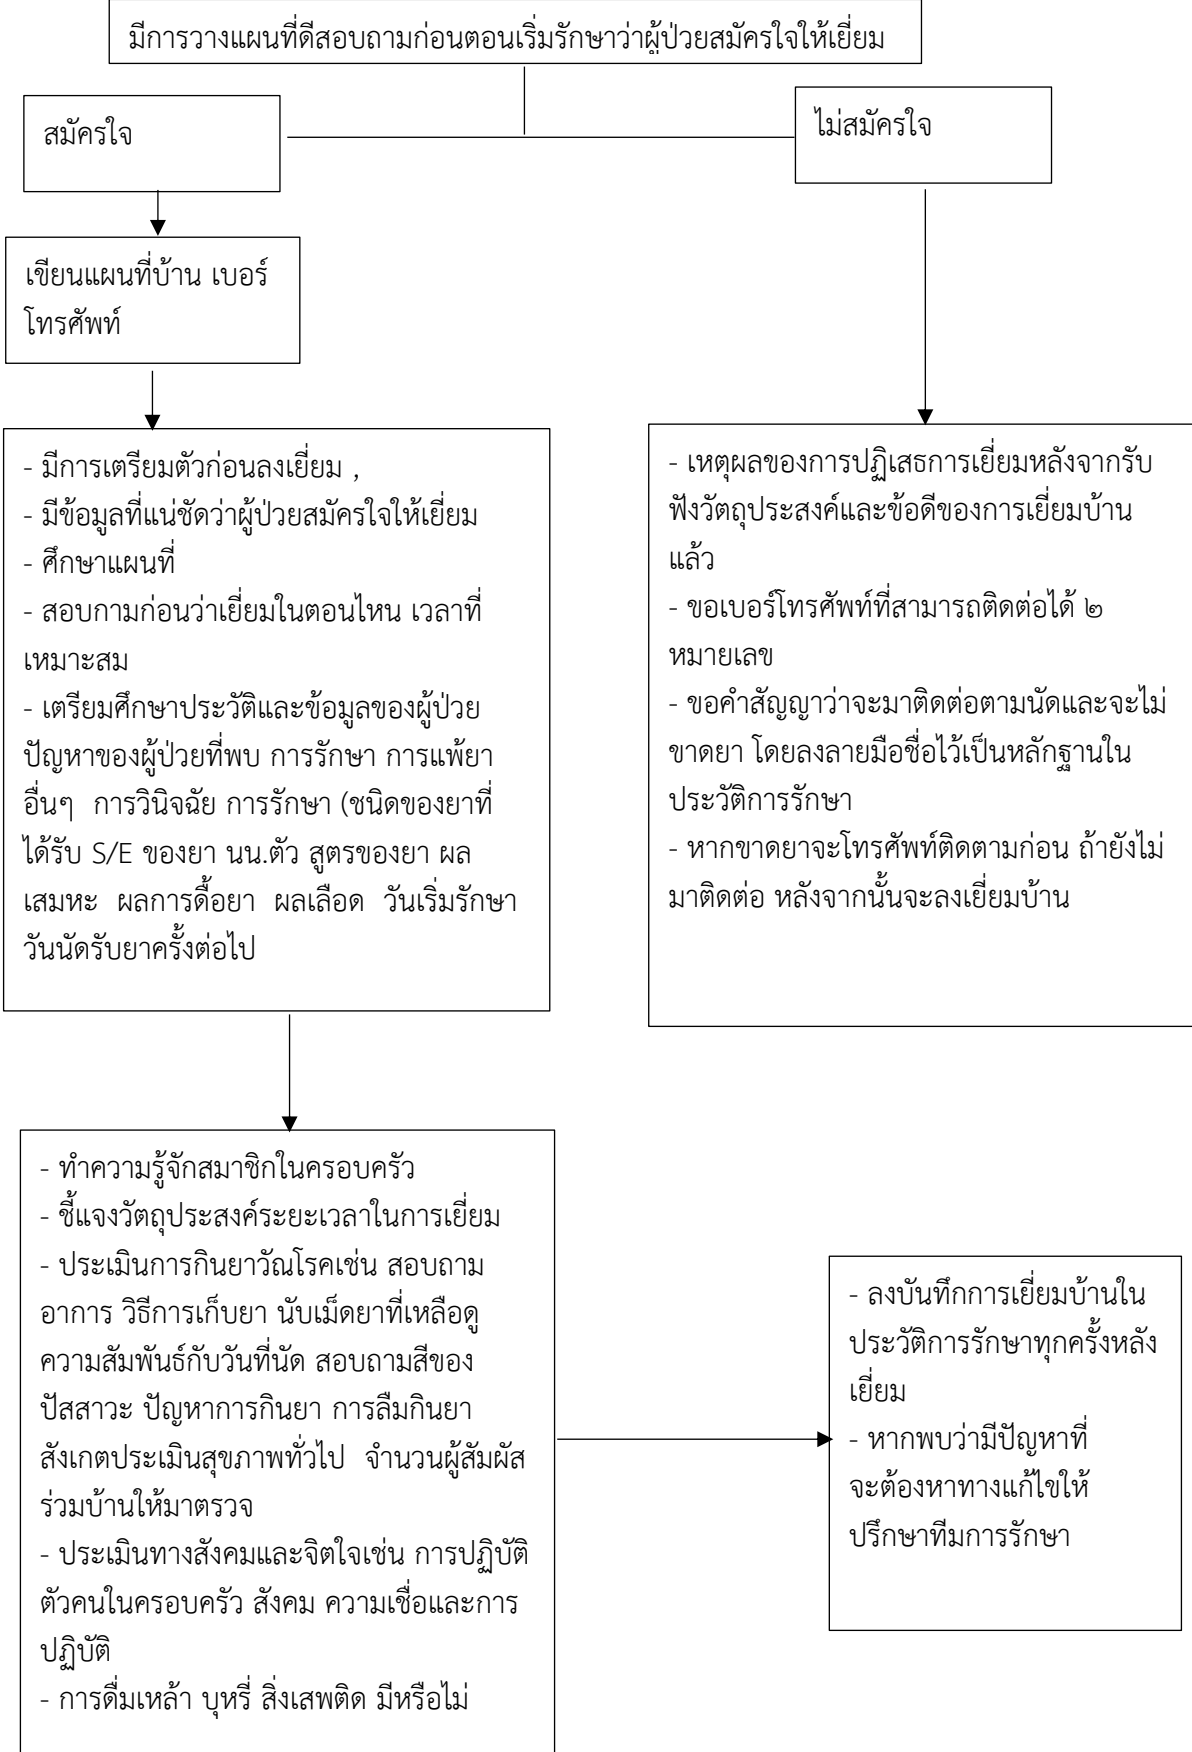 มีการวางแผนที่ดีสอบถามก่อนตอนเริ่มรักษาว่าผู้ป่วยสมัครใจให้เยี่ยม
สมัครใจ
ไม่สมัครใจ
เขียนแผนที่บ้าน เบอร์
โทรศัพท์
- มีการเตรียมตัวก่อนลงเยี่ยม ,
- มีข้อมูลที่แน่ชัดว่าผู้ป่วยสมัครใจให้เยี่ยม
- ศึกษาแผนที่
- สอบกามก่อนว่าเยี่ยมในตอนไหน เวลาที่
เหมาะสม
- เตรียมศึกษาประวัติและข้อมูลของผู้ป่วย
ปัญหาของผู้ป่วยที่พบ การรักษา การแพ้ยา
อื่นๆ การวินิจฉัย การรักษา (ชนิดของยาที่
ได้รับ S/E ของยา นน.ตัว สูตรของยา ผล
เสมหะ ผลการดื้อยา ผลเลือด วันเริ่มรักษา
วันนัดรับยาครั้งต่อไป
- เหตุผลของการปฏิเสธการเยี่ยมหลังจากรับ
ฟังวัตถุประสงค์และข้อดีของการเยี่ยมบ้าน
แล้ว
- ขอเบอร์โทรศัพท์ที่สามารถติดต่อได้ ๒
หมายเลข
- ขอคำสัญญาว่าจะมาติดต่อตามนัดและจะไม่
ขาดยา โดยลงลายมือชื่อไว้เป็นหลักฐานใน
ประวัติการรักษา
- หากขาดยาจะโทรศัพท์ติดตามก่อน ถ้ายังไม่
มาติดต่อ หลังจากนั้นจะลงเยี่ยมบ้าน
- ทำความรู้จักสมาชิกในครอบครัว
- ชี้แจงวัตถุประสงค์ระยะเวลาในการเยี่ยม
- ประเมินการกินยาวัณโรคเช่น สอบถาม
อาการ วิธีการเก็บยา นับเม็ดยาที่เหลือดู
ความสัมพันธ์กับวันที่นัด สอบถามสีของ
ปัสสาวะ ปัญหาการกินยา การลืมกินยา
สังเกตประเมินสุขภาพทั่วไป จำนวนผู้สัมผัส
ร่วมบ้านให้มาตรวจ
- ประเมินทางสังคมและจิตใจเช่น การปฏิบัติ
ตัวคนในครอบครัว สังคม ความเชื่อและการ
ปฏิบัติ
- การดื่มเหล้า บุหรี่ สิ่งเสพติด มีหรือไม่
- ลงบันทึกการเยี่ยมบ้านใน
ประวัติการรักษาทุกครั้งหลัง
เยี่ยม
- หากพบว่ามีปัญหาที่
จะต้องหาทางแก้ไขให้
ปรึกษาทีมการรักษา